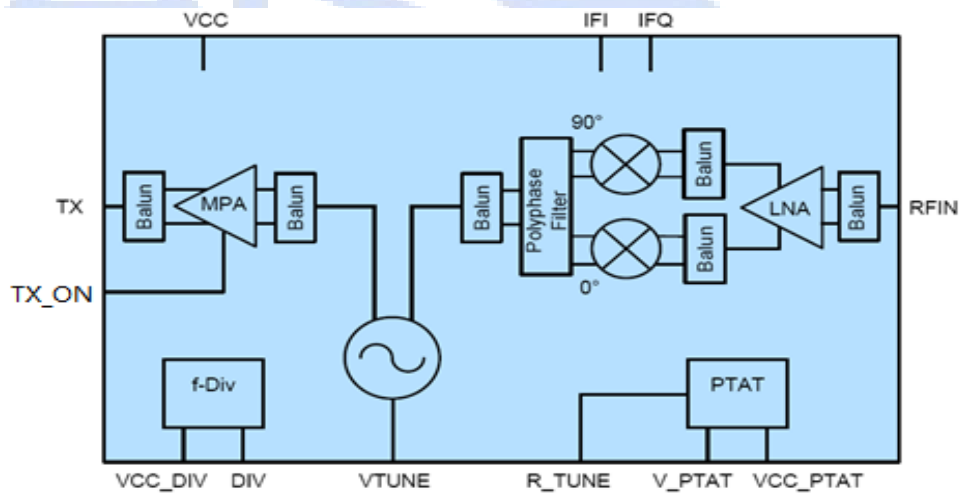 VCC
IFI
IFQ
90°
Balun
MPA
Balun
TX
TX_ON
Balun
Polyphase
Filter
0°
Balun
Balun
LNA
Balun
RFIN
f-Div
PTAT
VCC_DIV
DIV
VTUNE
R_TUNE
V_PTAT
VCC_PTAT